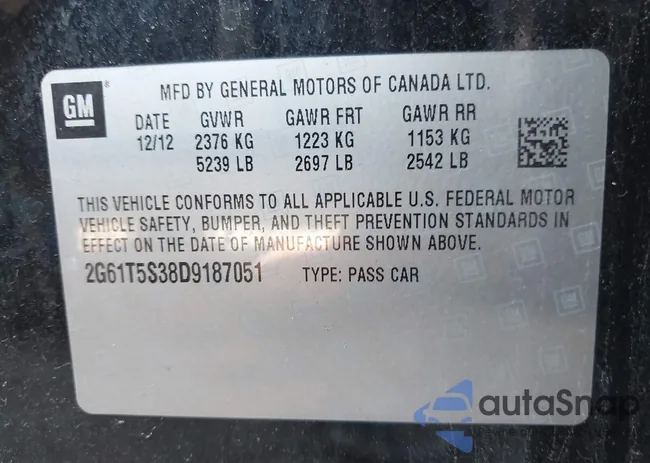 GM
MFD BY GENERAL MOTORS OF CANADA LTD.
DATE GVWR GAWR FRT GAWR RR
12/12 2376 KG 1223 KG 1153 KG
5239 LB 2697 LB 2542 LB
THIS VEHICLE CONFORMS TO ALL APPLICABLE U.S. FEDERAL MOTOR
VEHICLE SAFETY, BUMPER, AND THEFT PREVENTION STANDARDS IN
EFFECT ON THE DATE OF MANUFACTURE SHOWN ABOVE.
2G61T5S38D9187051 TYPE: PASS CAR
autoSnap